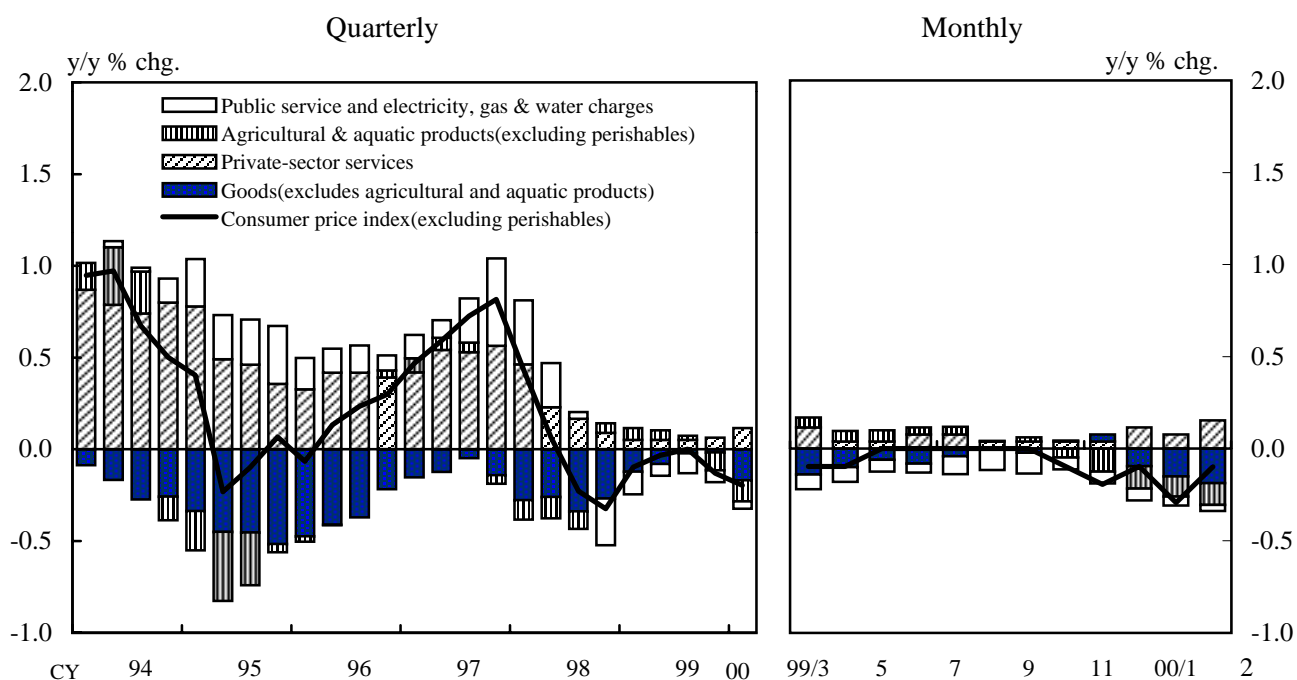 Quarterly
y/y % chg.
2.0
1.5
1.0
0.5
0.0
-0.5
-1.0
Public service and electricity, gas & water charges
Agricultural & aquatic products(excluding perishables)
Private-sector services
Goods(excludes agricultural and aquatic products)
Consumer price index(excluding perishables)
CY 94 95 96 97 98 99 00
Monthly
y/y % chg.
2.0
1.5
1.0
0.5
0.0
-0.5
-1.0
99/3 5 7 9 11 00/1 2